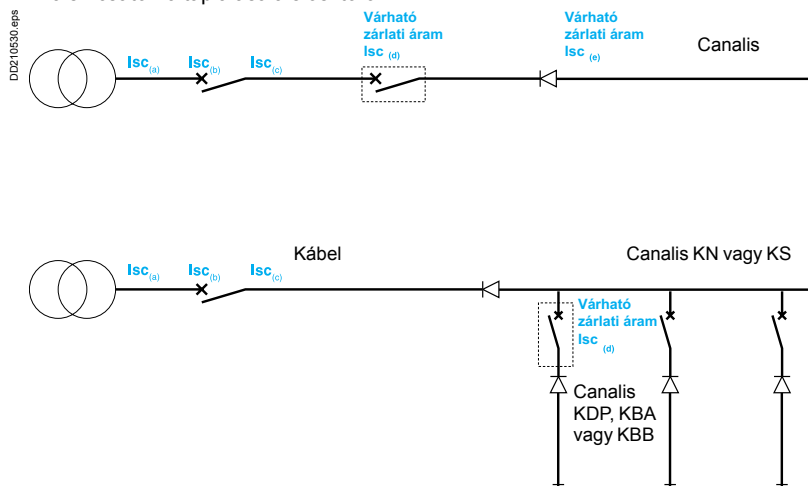 DD210530.eps
Várható
zárlati áram
Isc (d)
Várható
zárlati áram
Isc (e)
Canalis
Isc(a)
Isc(b)
Isc(c)
Kábel
Canalis KN vagy KS
Isc(a)
Isc(b)
Isc(c)
Várható
zárlati áram
Isc (d)
Canalis
KDP, KBA
vagy KBB